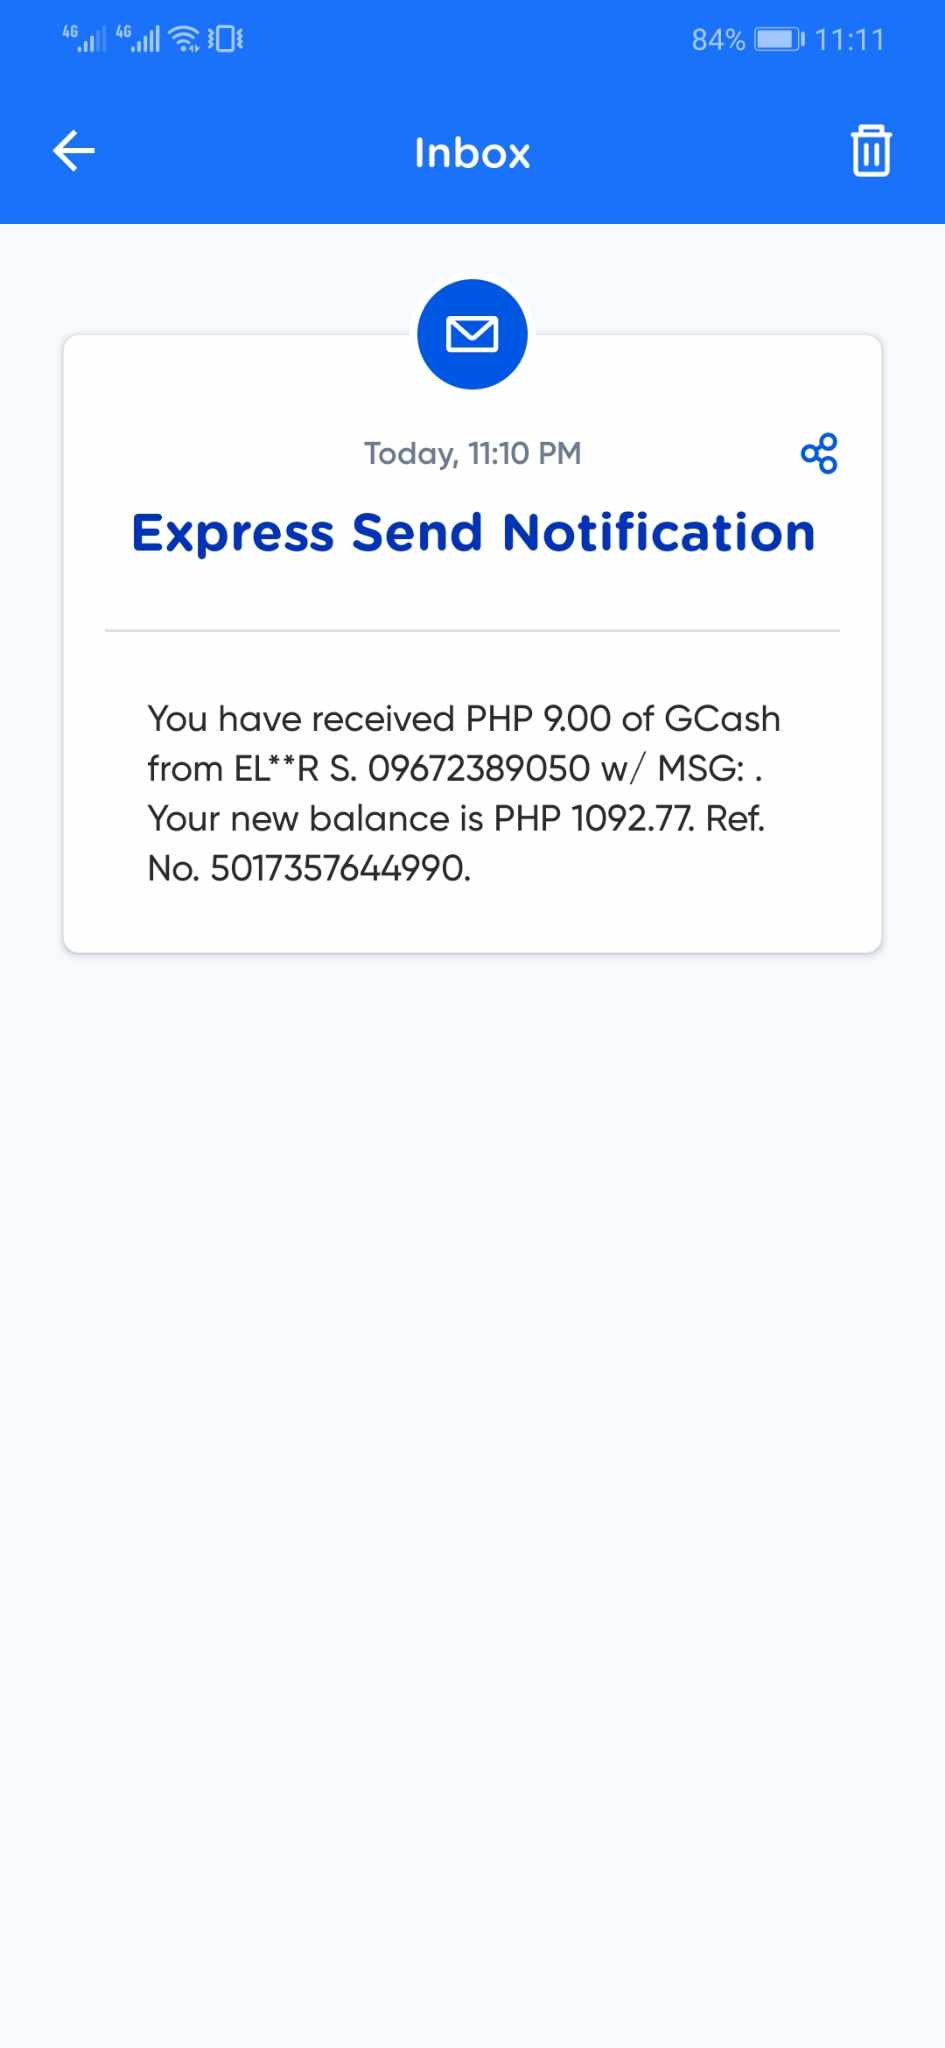 4G 4G 84% 11:11
Inbox
Today, 11:10 PM
Express Send Notification
You have received PHP 9.00 of GCash
from EL**R S. 09672389050 w/ MSG: .
Your new balance is PHP 1092.77. Ref.
No. 5017357644990.